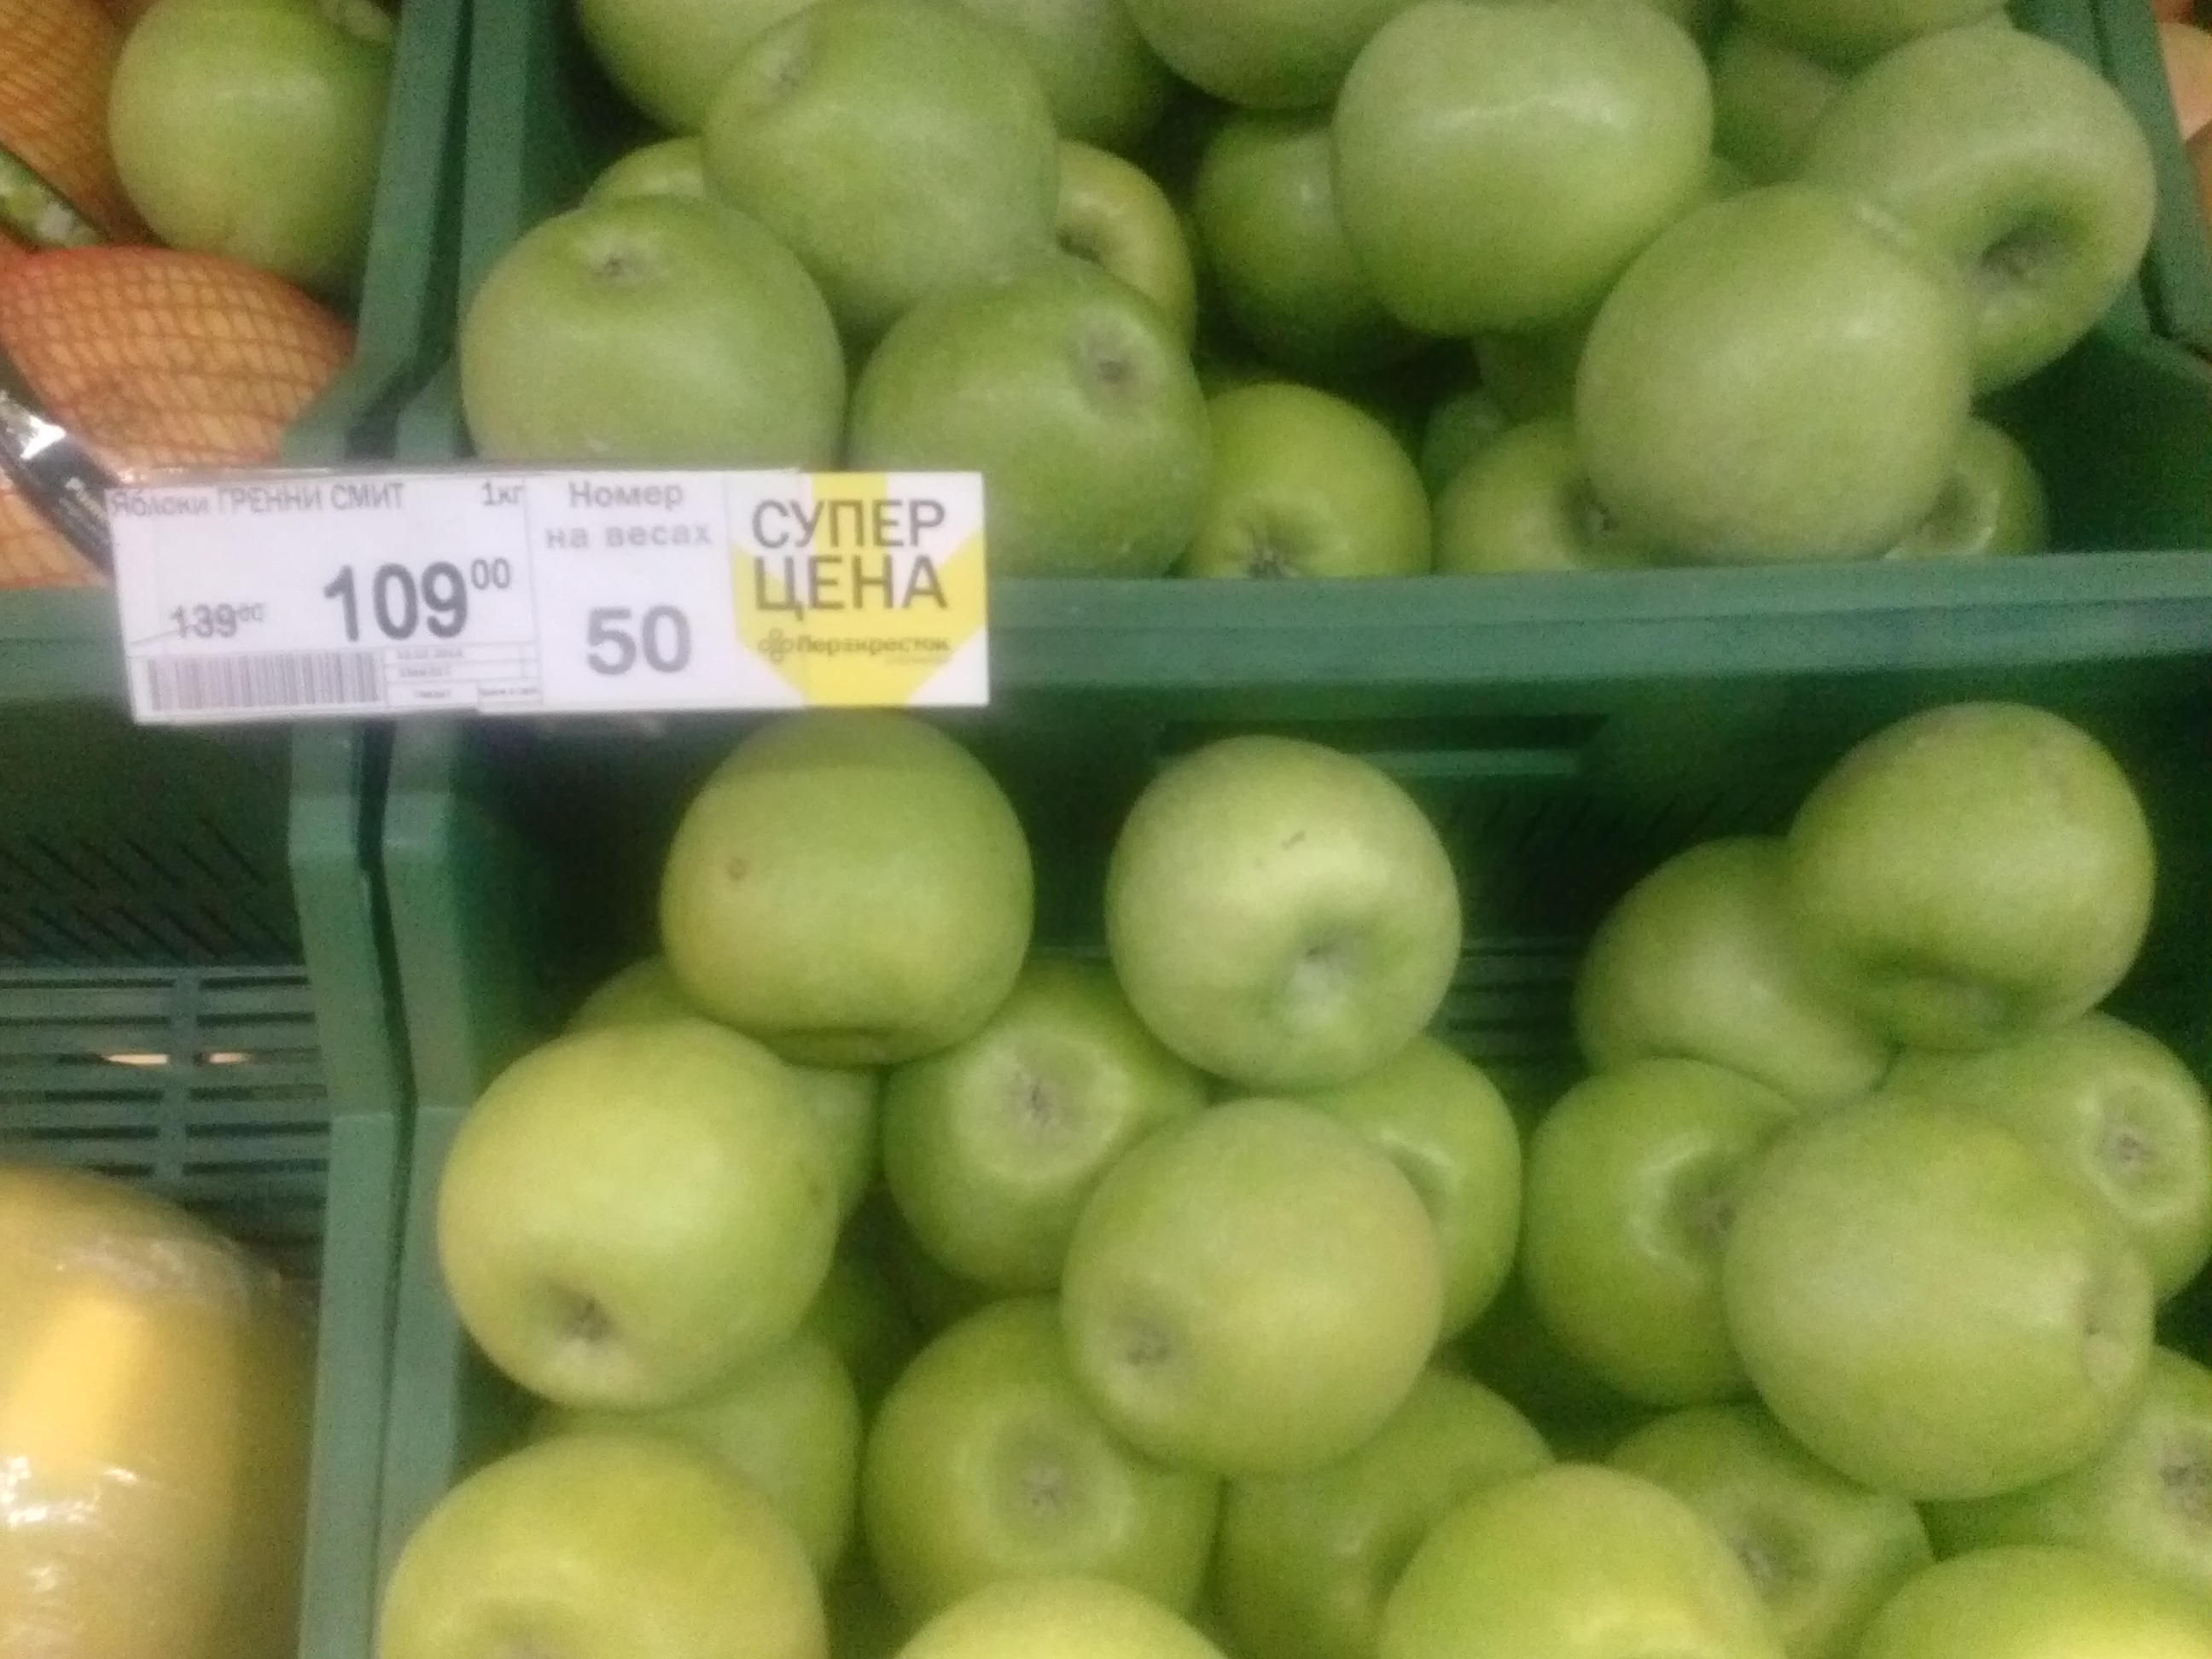 Яблоки ГРЕННИ СМИТ 1кг
139⁰⁰ 109⁰⁰
Номер
на весах
50
СУПЕР
ЦЕНА
Перекресток